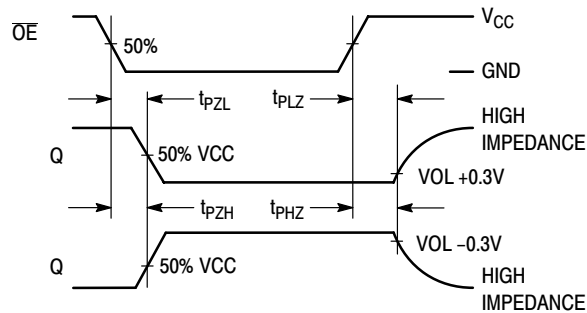 OE
V_CC
50%
GND
t_PZL
t_PLZ
HIGH
IMPEDANCE
Q
50% VCC
VOL +0.3V
t_PZH
t_PHZ
VOL −0.3V
Q
50% VCC
HIGH
IMPEDANCE